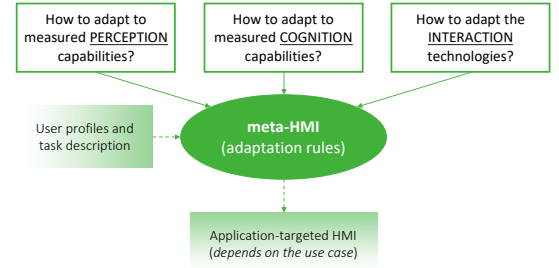 How to adapt to
measured PERCEPTION
capabilities?
How to adapt to
measured COGNITION
capabilities?
How to adapt the
INTERACTION
technologies?
User profiles and
task description
meta-HMI
(adaptation rules)
Application-targeted HMI
(depends on the use case)